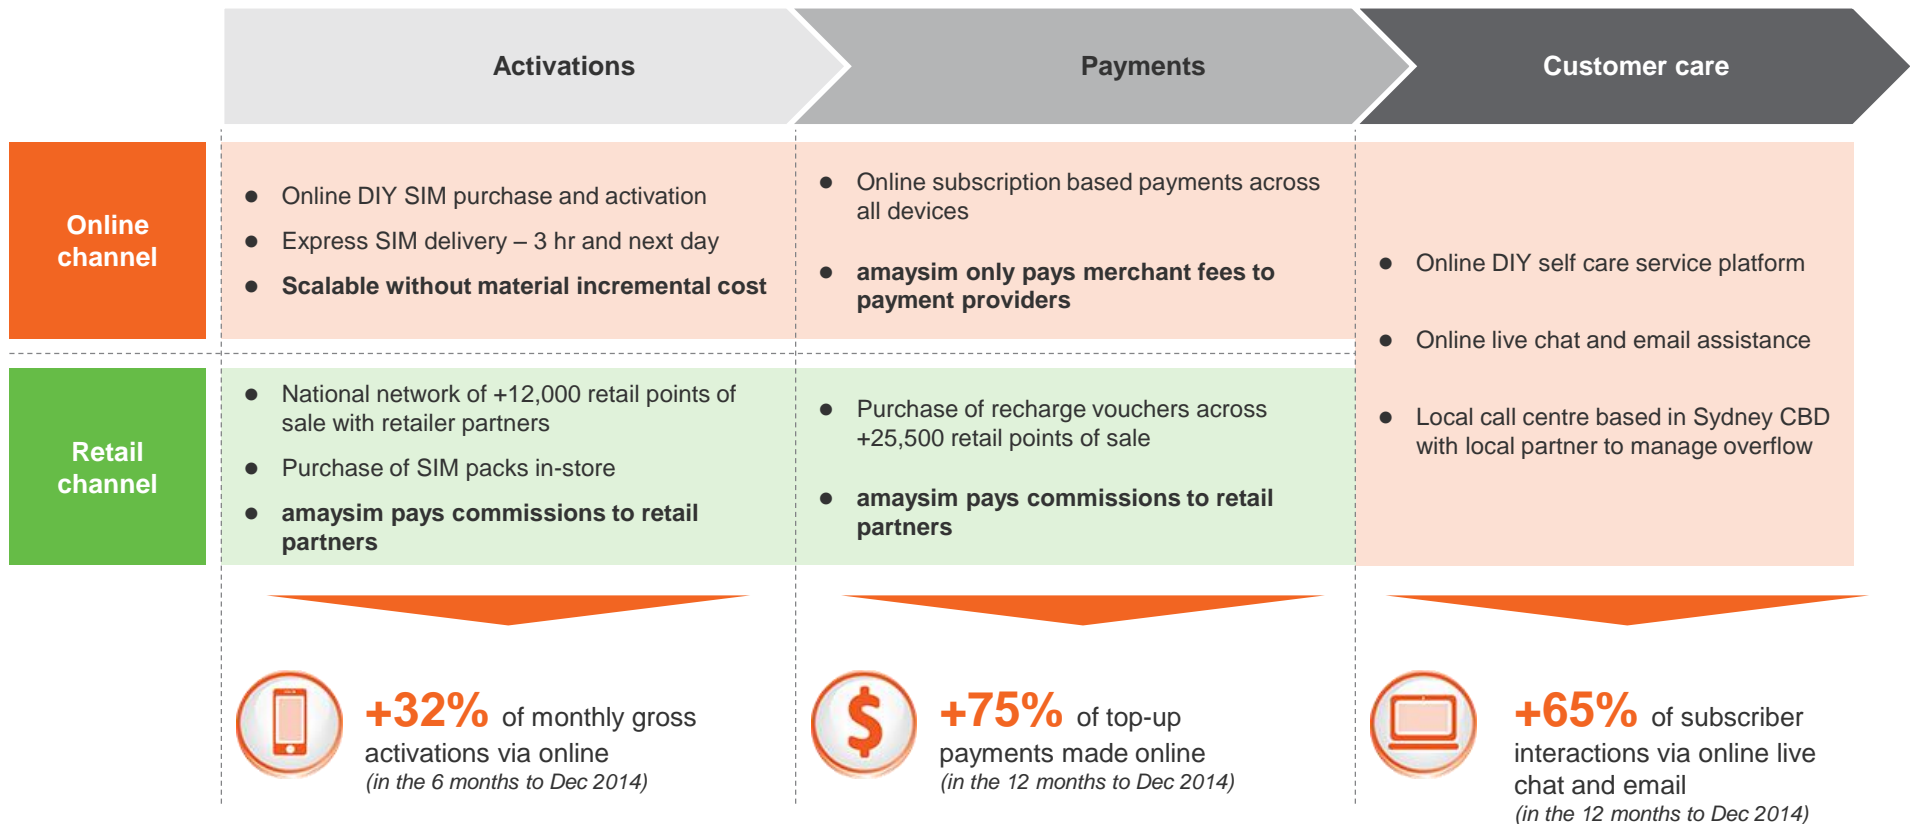 Activations
Payments
Customer care
Online
channel
● Online DIY SIM purchase and activation
● Express SIM delivery – 3 hr and next day
● Scalable without material incremental cost
● Online subscription based payments across
all devices
● amaysim only pays merchant fees to
payment providers
● Online DIY self care service platform
● Online live chat and email assistance
● Local call centre based in Sydney CBD
with local partner to manage overflow
Retail
channel
● National network of +12,000 retail points of
sale with retailer partners
● Purchase of SIM packs in-store
● amaysim pays commissions to retail
partners
● Purchase of recharge vouchers across
+25,500 retail points of sale
● amaysim pays commissions to retail
partners
+32% of monthly gross
activations via online
(in the 6 months to Dec 2014)
$
+75% of top-up
payments made online
(in the 12 months to Dec 2014)
+65% of subscriber
interactions via online live
chat and email
(in the 12 months to Dec 2014)